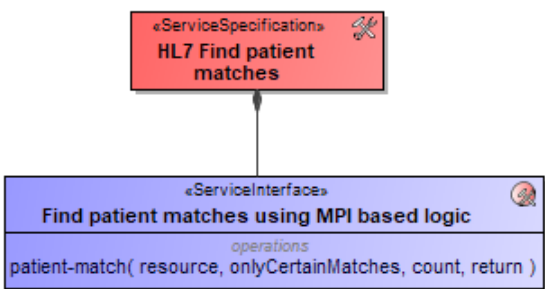 «ServiceSpecification»
HL7 Find patient
matches
«ServiceInterface»
Find patient matches using MPI based logic
operations
patient-match( resource, onlyCertainMatches, count, return )